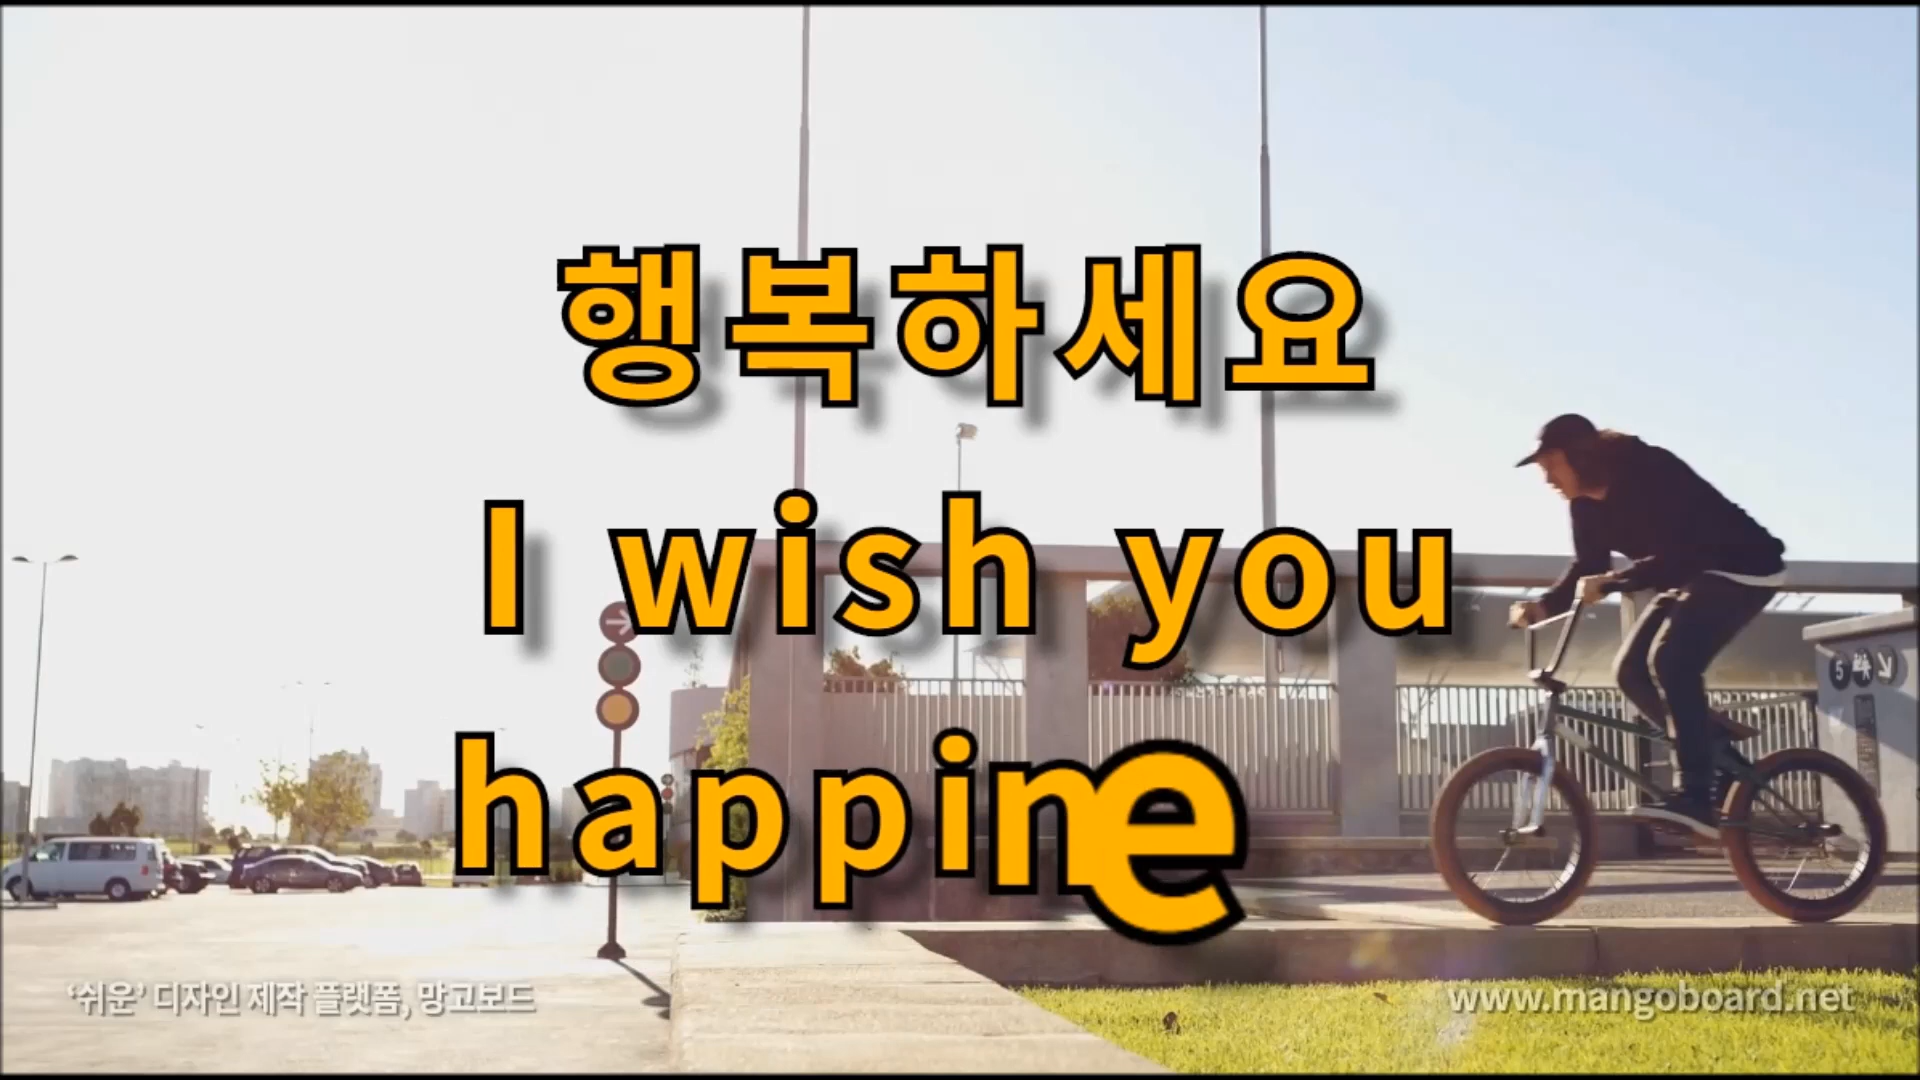 행복하세요
I wish you
happine
5
‘쉬운’ 디자인 제작 플랫폼, 망고보드
www.mangoboard.net